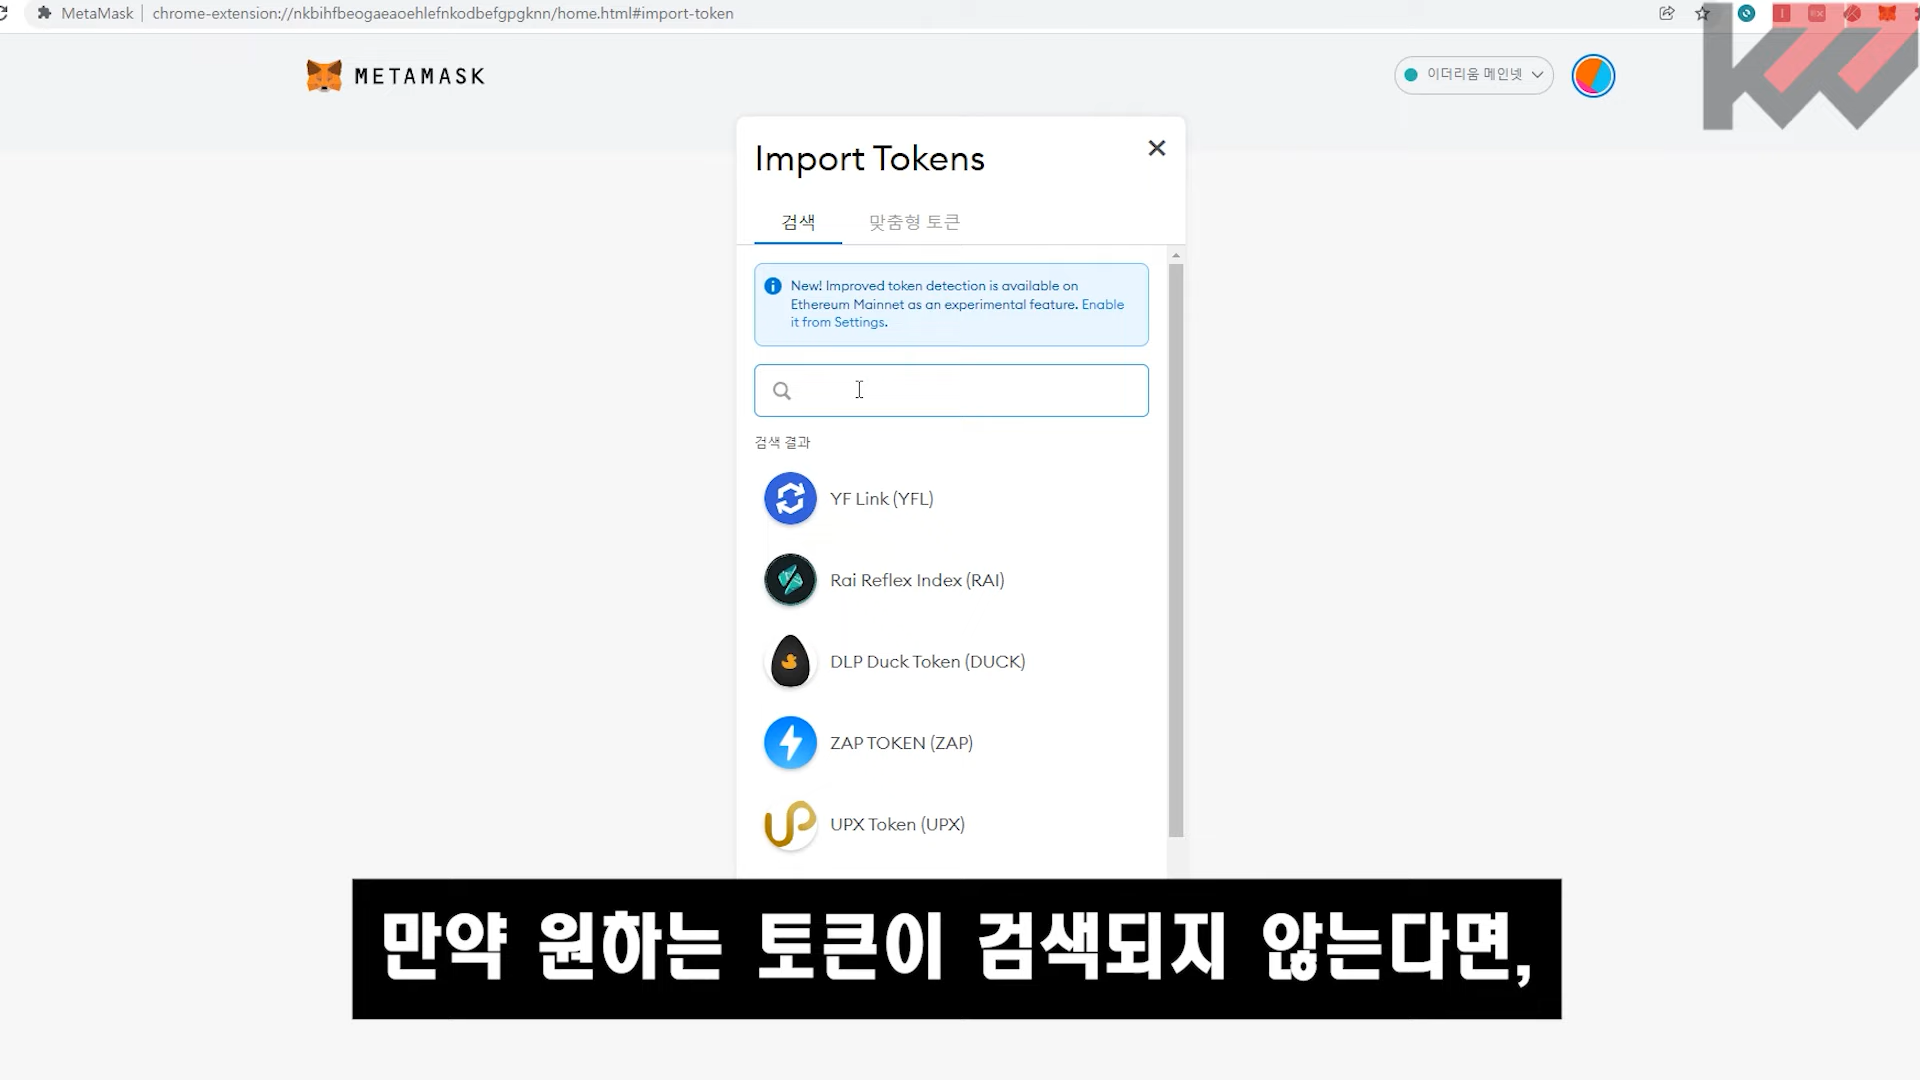 MetaMask
chrome-extension://nkbihfbeogaeaoehlefnkodbefgpgknn/home.html#import-token
METAMASK
이더리움 메인넷
Import Tokens
검색
맞춤형 토큰
New! Improved token detection is available on
Ethereum Mainnet as an experimental feature. Enable
it from Settings.
검색 결과
YF Link (YFL)
Rai Reflex Index (RAI)
DLP Duck Token (DUCK)
ZAP TOKEN (ZAP)
UPX Token (UPX)
만약 원하는 토큰이 검색되지 않는다면,